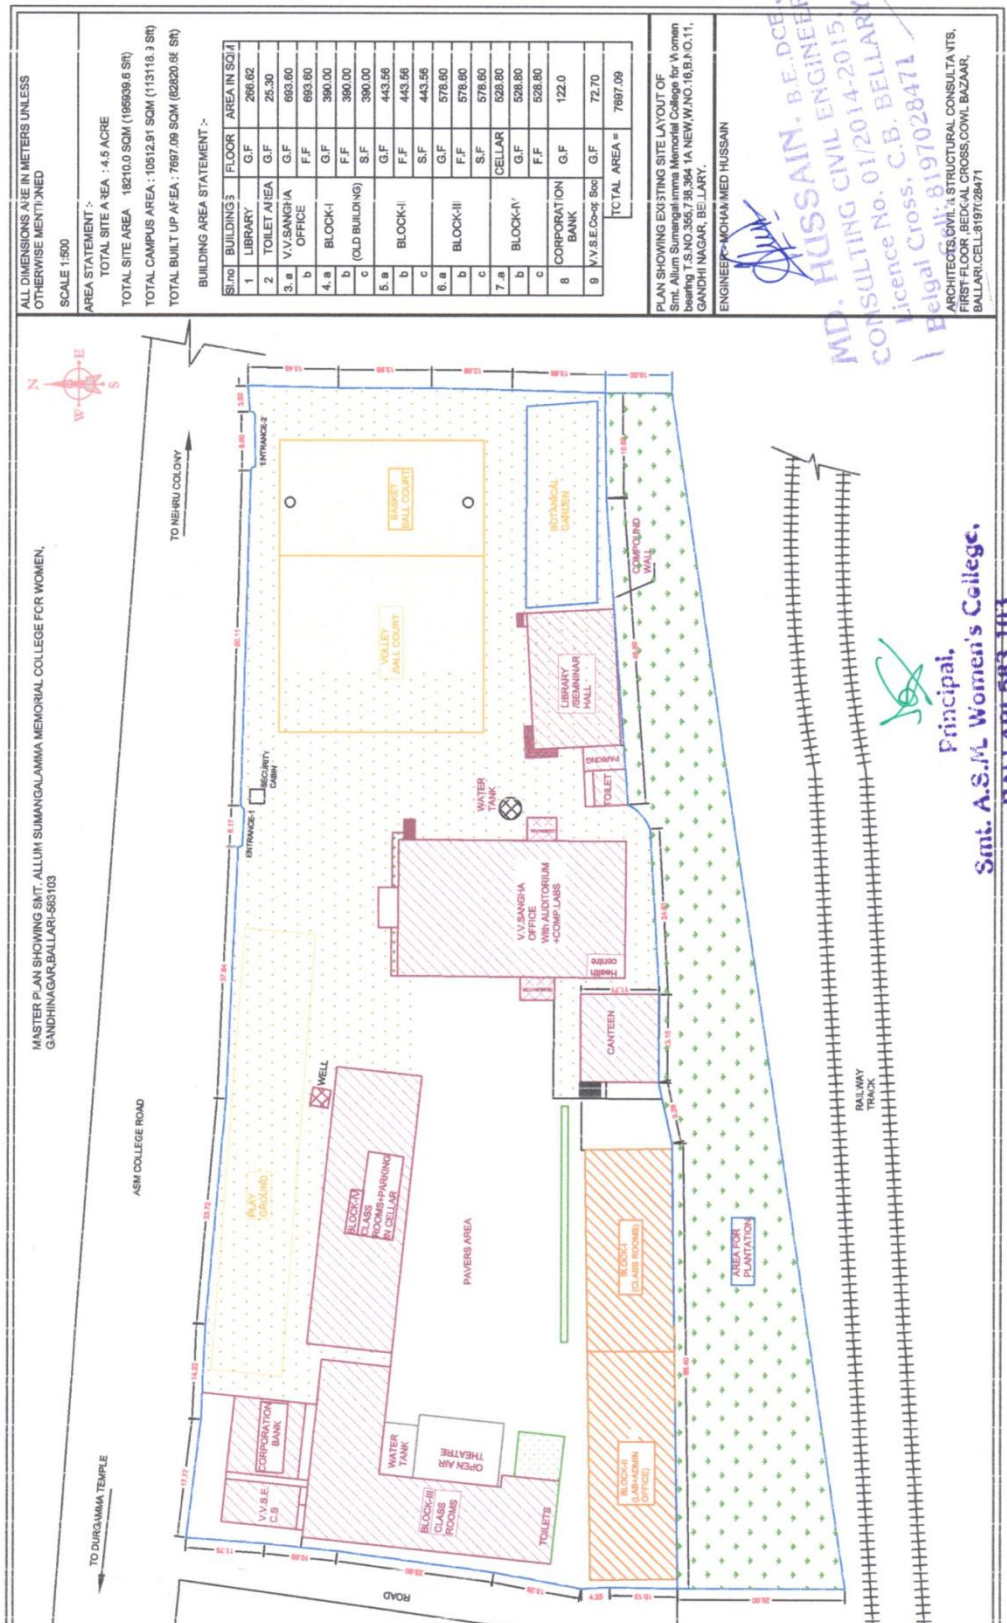 MASTER PLAN SHOWING SMT. ALLUM SUMANGALAMMA MEMORIAL COLLEGE FOR WOMEN,
GANDHINAGAR,BALLARI-583103
N
E
W
S
TO DURGAMMA TEMPLE
ASM COLLEGE ROAD
TO NEHRU COLONY
ENTRANCE-1
SECURITY
CABIN
ENTRANCE-2
PLAY
GROUND
WELL
VOLLEY
BALL COURT
BASKET
BALL COURT
V.V.S.E.
C.S
CORPORATION
BANK
BLOCK-IV
CLASS
ROOMS+PARKING
IN CELLAR
WATER
TANK
OPEN AIR
THEATRE
BLOCK-III
CLASS
ROOMS
TOILETS
PAVERS AREA
V.V.SANGHA
OFFICE
With AUDITORIUM
+COMP.LABS
Health
centre
WATER
TANK
CANTEEN
TOILET
PARKING
LIBRARY
/SEMNINAR
HALL
BOTANICAL
GARDEN
COMPOUND
WALL
BLOCK-II
(LAB+ADMIN
OFFICE)
BLOCK-I
(CLASS ROOMS)
AREA FOR
PLANTATION
ROAD
RAILWAY
TRACK
Principal,
Smt. A.S.M. Women's College,
BALLARI-583 103
ALL DIMENSIONS ARE IN METERS UNLESS
OTHERWISE MENTIONED
SCALE 1:500
AREA STATEMENT :-
TOTAL SITE AREA : 4.5 ACRE
TOTAL SITE AREA 18210.0 SQM (195939.6 Sft)
TOTAL CAMPUS AREA : 10512.91 SQM (113118.9 Sft)
TOTAL BUILT UP AREA : 7697.09 SQM (82820.68 Sft)
BUILDING AREA STATEMENT :-
Sl.no BUILDINGS FLOOR AREA IN SQM
1 LIBRARY G.F 266.62
2 TOILET AREA G.F 25.30
3. a V.V.SANGHA OFFICE G.F 693.60
b F.F 693.60
4. a BLOCK-I G.F 390.00
b F.F 390.00
c (OLD BUILDING) S.F 390.00
5. a G.F 443.56
b BLOCK-II F.F 443.56
c S.F 443.56
6. a G.F 578.60
b BLOCK-III F.F 578.60
c S.F 578.60
7. a CELLAR 528.80
b BLOCK-IV G.F 528.80
c F.F 528.80
8 CORPORATION BANK G.F 122.0
9 V.V.S.E.Co-op Soc G.F 72.70
TOTAL AREA = 7697.09
PLAN SHOWING EXISTING SITE LAYOUT OF
Smt. Allum Sumangalamma Memorial College for Women
bearing T.S.NO.355,7,38,364 1A NEW,W.NO.18,B.NO.11,
GANDHI NAGAR, BELLARY.
ENGINEER:- MOHAMMED HUSSAIN
MD. HUSSAIN. B.E.DCE.
CONSULTING CIVIL ENGINEER
Licence No. 01/2014-2015.
Belgal Cross, C.B. BELLARY
Cell: 8197028471
ARCHITECTS,CIVIL & STRUCTURAL CONSULTANTS,
FIRST FLOOR ,BEDGAL CROSS,COWL BAZAAR,
BALLARI.CELL:8197028471